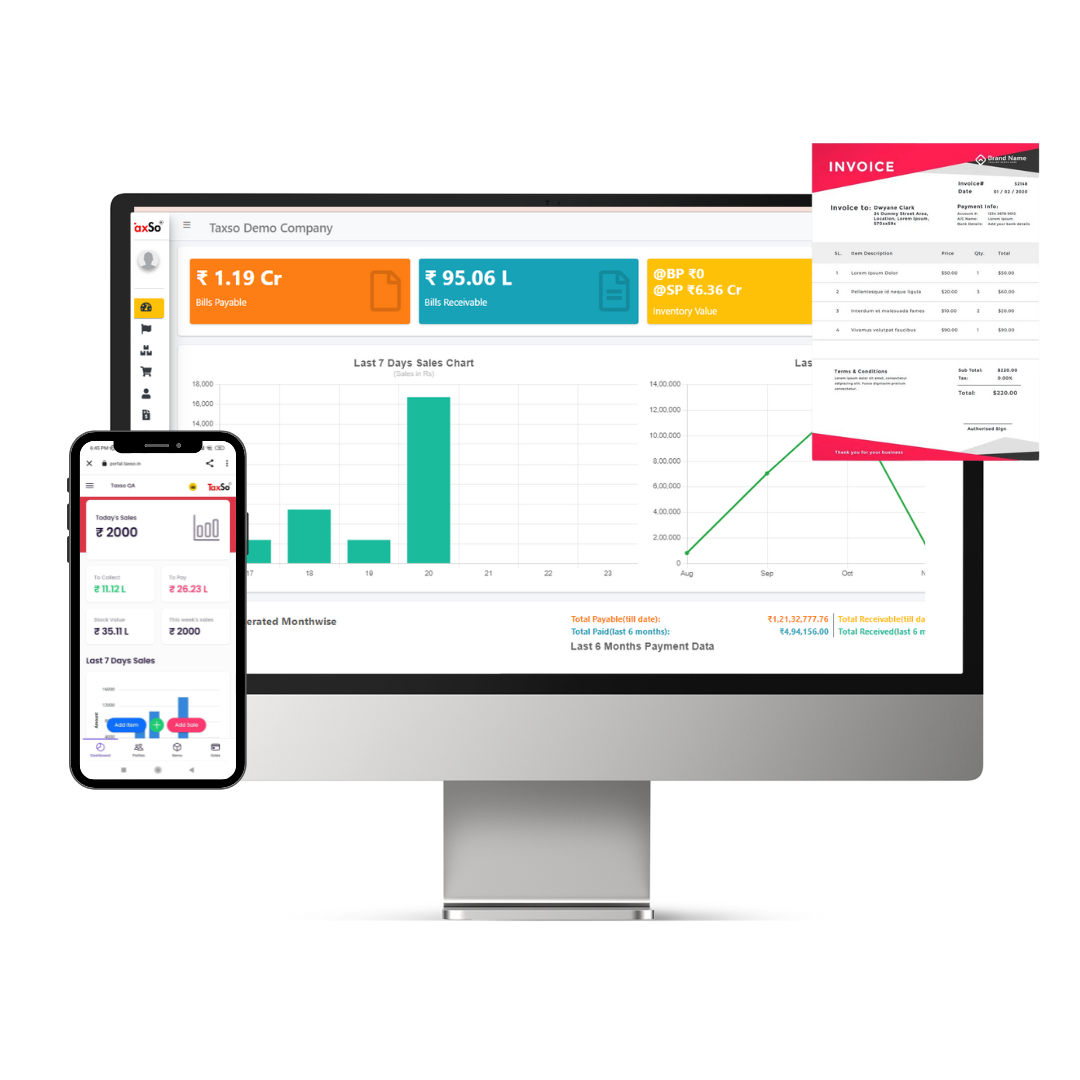 TaxSo
Taxso Demo Company
₹ 1.19 Cr
Bills Payable
₹ 95.06 L
Bills Receivable
@BP ₹0
@SP ₹6.36 Cr
Inventory Value
Last 7 Days Sales Chart
(Sales in Rs)
18,000
16,000
14,000
17
18
19
20
21
22
23
Las
14,00,000
12,00,000
10,00,000
8,00,000
6,00,000
4,00,000
2,00,000
0
Aug
Sep
Oct
N
erated Monthwise
Total Payable(till date): ₹1,21,32,777.76 Total Receivable(till da
Total Paid(last 6 months): ₹4,94,156.00 Total Received(last 6 m
Last 6 Months Payment Data
INVOICE
Brand Name
Invoice# 52148
Date 01 / 02 / 2020
Invoice to: Dwyane Clark
24 Dummy Street Area,
Location, Lorem Ipsum,
570xx59x
Payment Info:
Account #:
A/C Name: Lorem Ipsum
Bank Details: Add your bank details
SL. Item Description Price Qty. Total
1 Lorem Ipsum Dolor $50.00 1 $50.00
2 Pellentesque id neque ligula $20.00 3 $60.00
3 Interdum et malesuada fames $10.00 2 $20.00
4 Vivamus volutpat faucibus $90.00 1 $90.00
Terms & Conditions
Lorem ipsum dolor sit amet, consectetur
adipiscing elit. Fusce dignissim pretium
consectetur.
Sub Total: $220.00
Tax: 0.00%
Total: $220.00
Authorised Sign
Thank you for your business
6:45 PM
portal.taxso.in
Taxso QA
TaxSo
Today's Sales
₹ 2000
To Collect
₹ 11.12 L
To Pay
₹ 26.23 L
Stock Value
₹ 35.11 L
This week's sales
₹ 2000
Last 7 Days Sales
16000
12000
4000
Amount
Add Item
+
Add Sale
Dashboard
Parties
Items
Sales